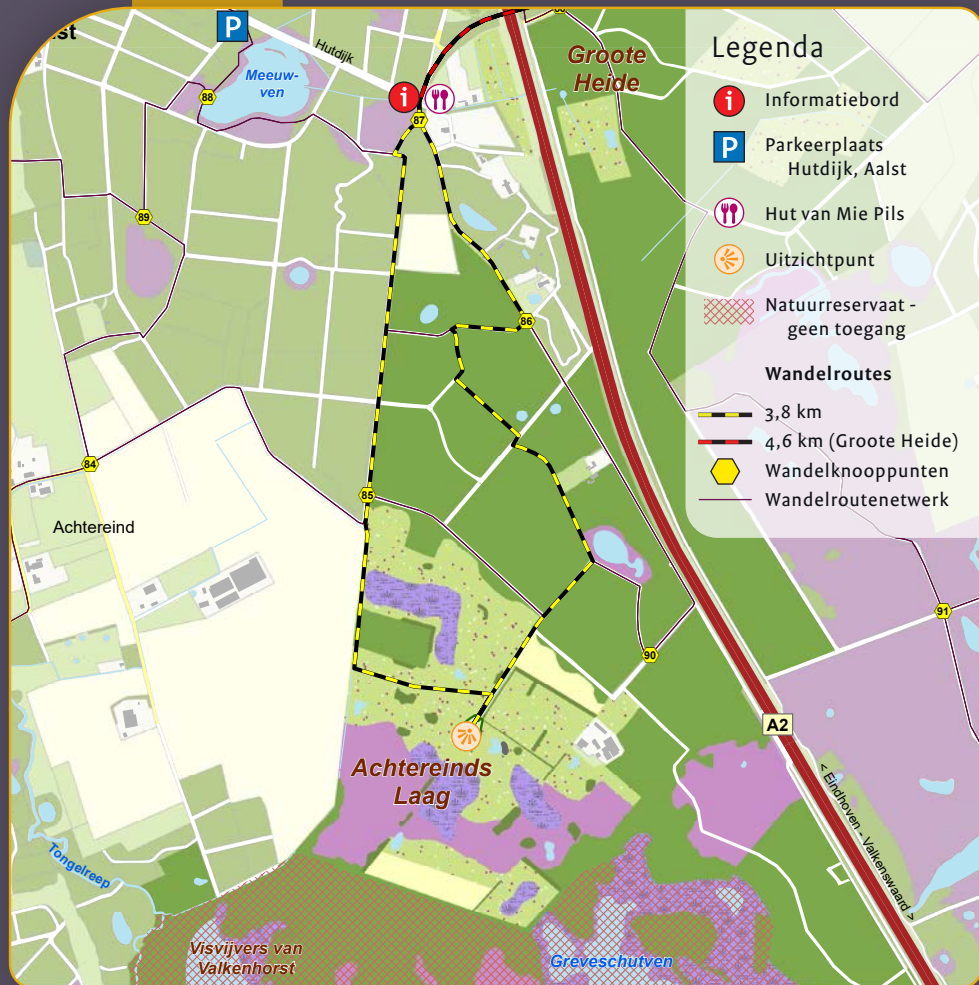 st
P
Hutdijk
Meeuw-
ven
88
i
87
Groote
Heide
89
86
84
Achtereind
85
90
91
A2
Achtereinds
Laag
< Eindhoven - Valkenswaard >
Tongelreep
Visvijvers van
Valkenhorst
Greveschutven
Legenda
i Informatiebord
P Parkeerplaats
Hutdijk, Aalst
Hut van Mie Pils
Uitzichtpunt
Natuurreservaat -
geen toegang
Wandelroutes
3,8 km
4,6 km (Groote Heide)
Wandelknooppunten
Wandelroutenetwerk